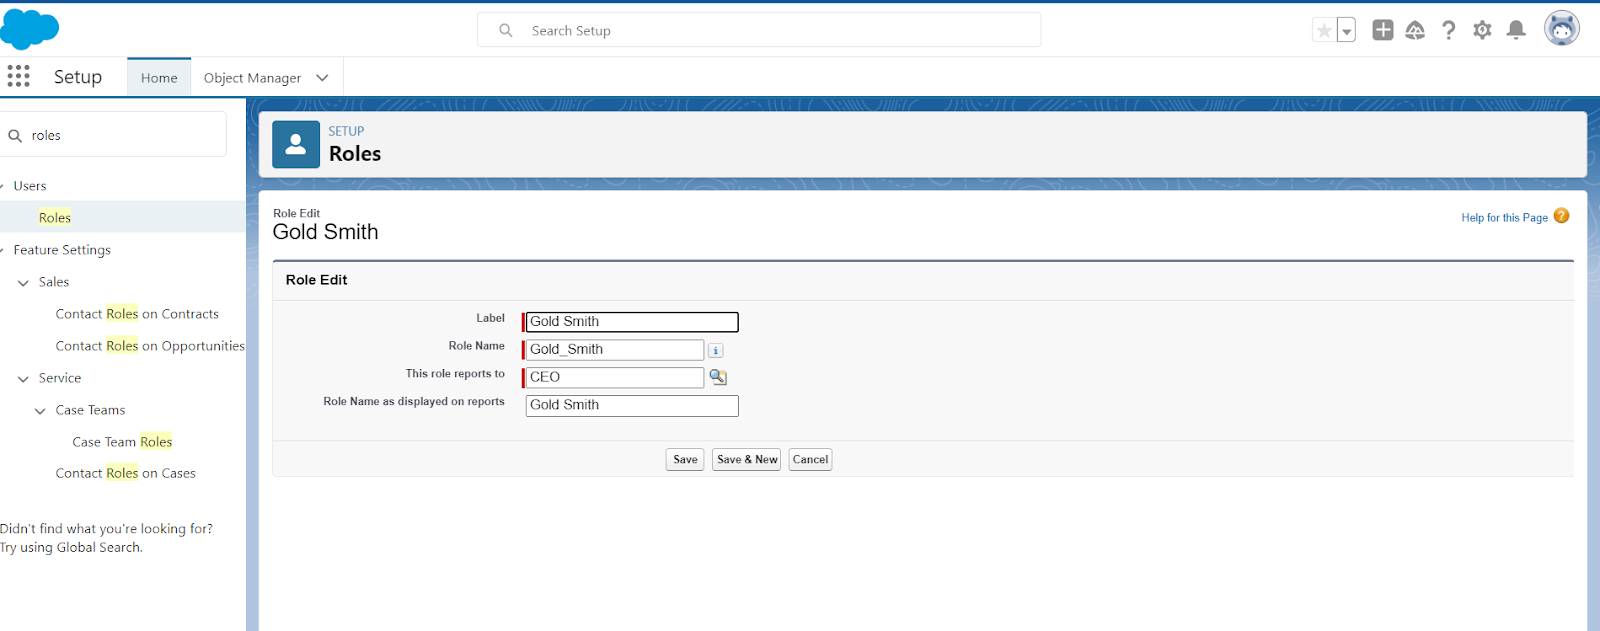 Search Setup
Setup
Home
Object Manager
roles
Users
Roles
Feature Settings
Sales
Contact Roles on Contracts
Contact Roles on Opportunities
Service
Case Teams
Case Team Roles
Contact Roles on Cases
Didn't find what you're looking for?
Try using Global Search.
SETUP
Roles
Role Edit
Gold Smith
Help for this Page ?
Role Edit
Label Gold Smith
Role Name Gold_Smith i
This role reports to CEO
Role Name as displayed on reports Gold Smith
Save Save & New Cancel